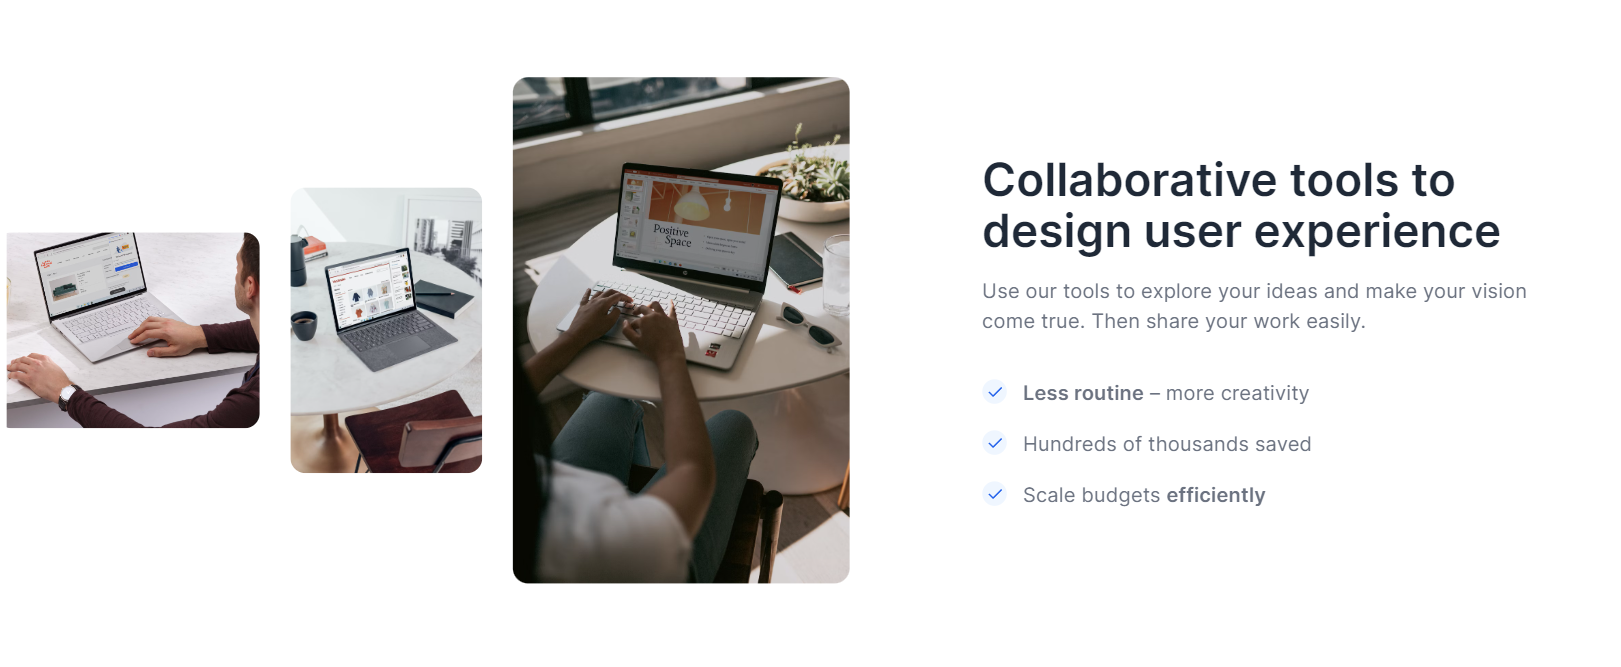 Collaborative tools to
design user experience
Use our tools to explore your ideas and make your vision
come true. Then share your work easily.
Less routine – more creativity
Hundreds of thousands saved
Scale budgets efficiently
Positive
Space